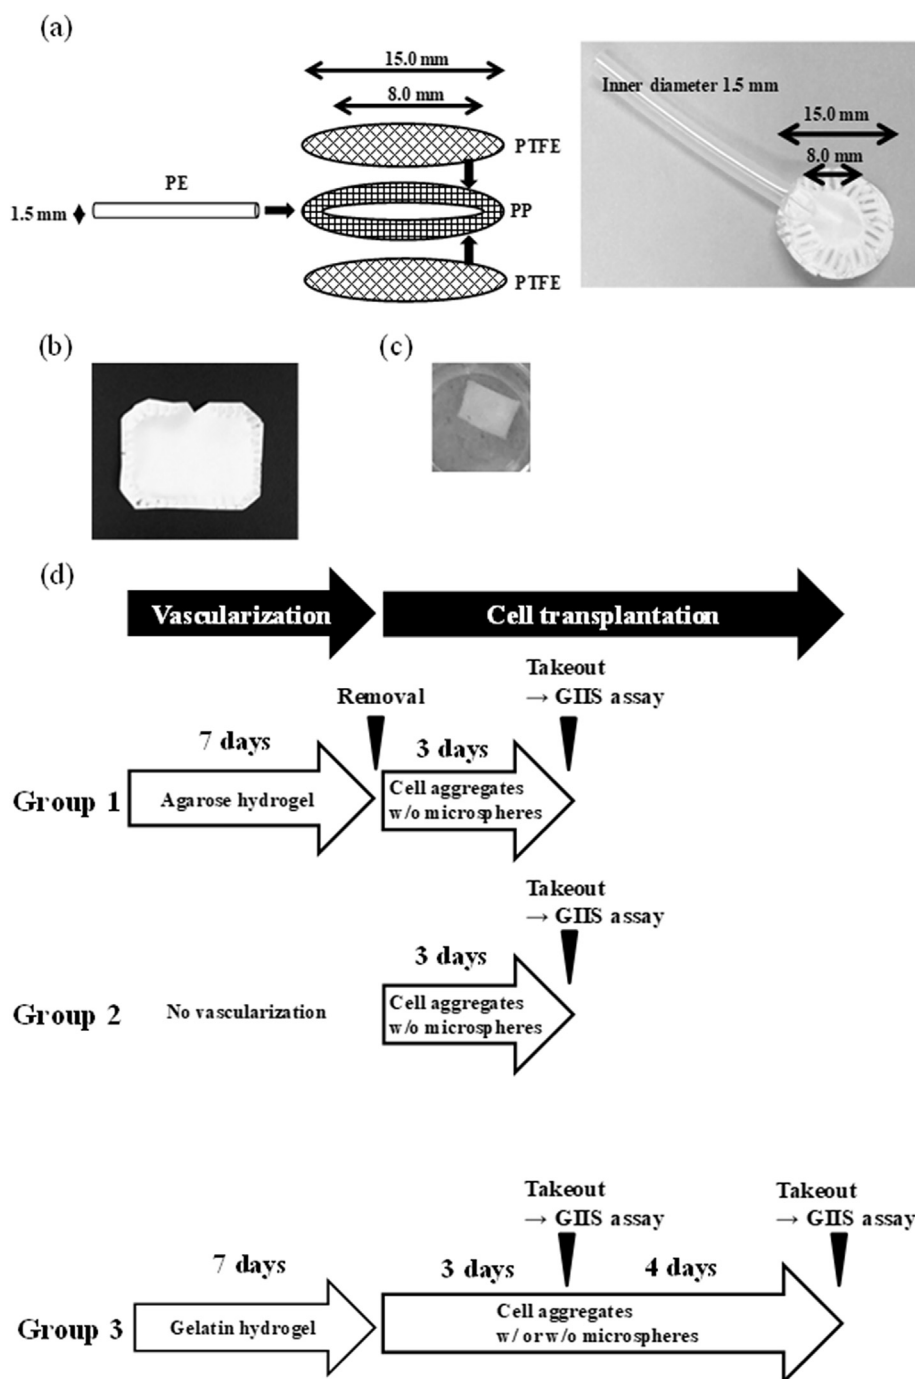 (a)
15.0 mm
8.0 mm
PTFE
PE
1.5 mm
PP
PTFE
Inner diameter 1.5 mm
15.0 mm
8.0 mm
(b)
(c)
(d)
Vascularization
Cell transplantation
Removal
Takeout
→ GIIS assay
7 days
3 days
Group 1
Agarose hydrogel
Cell aggregates
w/o microspheres
Takeout
→ GIIS assay
3 days
Group 2
No vascularization
Cell aggregates
w/o microspheres
Takeout
→ GIIS assay
Takeout
→ GIIS assay
7 days
3 days
4 days
Group 3
Gelatin hydrogel
Cell aggregates
w/ or w/o microspheres